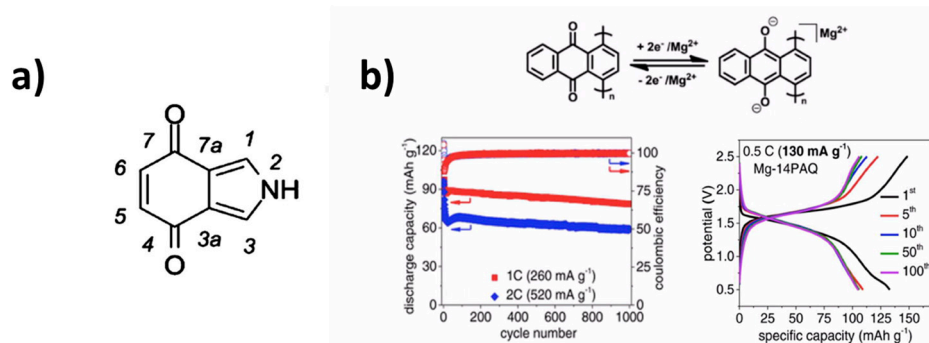 a)
O
7
7a
1
6
2
NH
5
4
3a
3
O
b)
O
O
n
+ 2e⁻ /Mg²⁺
- 2e⁻/Mg²⁺
⊖
O
O
⊖
n
Mg²⁺
120
90
60
30
0
discharge capacity (mAh g⁻¹)
100
75
50
25
0
coulombic efficiency
1C (260 mA g⁻¹)
2C (520 mA g⁻¹)
0 200 400 600 800 1000
cycle number
0.5 C (130 mA g⁻¹)
Mg-14PAQ
2.5
2.0
1.5
1.0
0.5
potential (V)
1ˢᵗ
5ᵗʰ
10ᵗʰ
50ᵗʰ
100ᵗʰ
0 25 50 75 100 125 150
specific capacity (mAh g⁻¹)